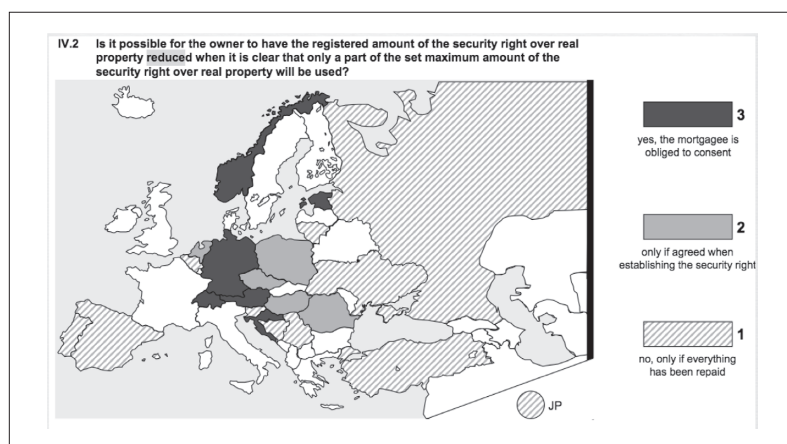 IV.2 Is it possible for the owner to have the registered amount of the security right over real
property reduced when it is clear that only a part of the set maximum amount of the
security right over real property will be used?
3
yes, the mortgagee is
obliged to consent
2
only if agreed when
establishing the security right
1
no, only if everything
has been repaid
JP